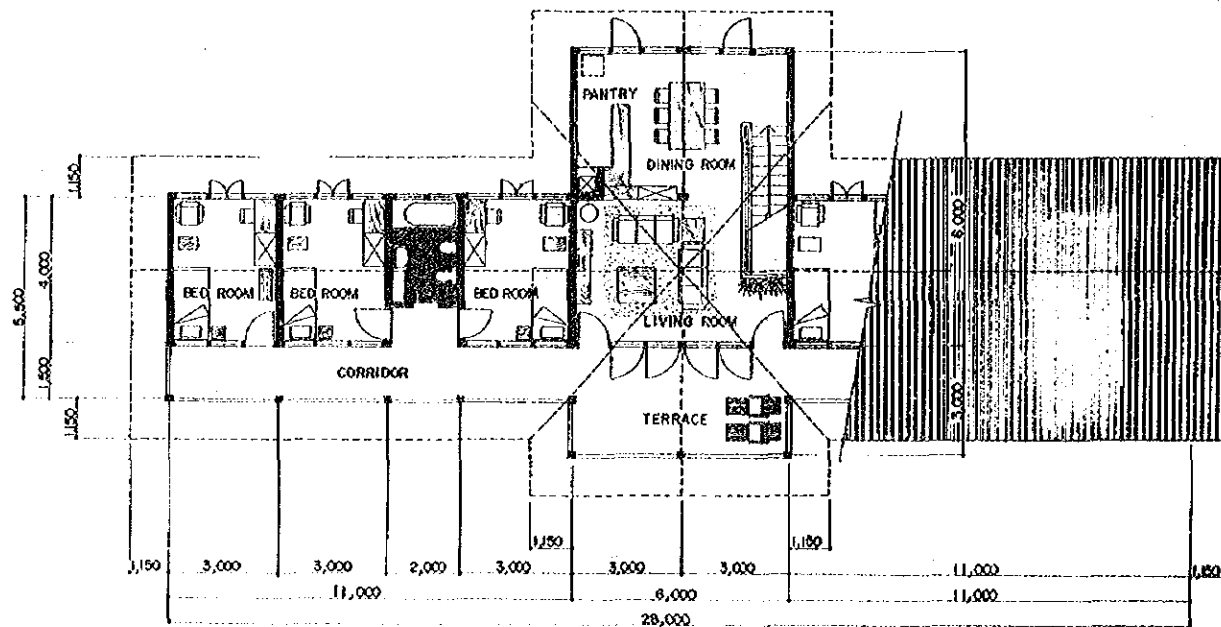 PANTRY
DINING ROOM
1,150
8,000
4,000
5,500
BED ROOM
BED ROOM
BED ROOM
LIVING ROOM
1,500
CORRIDOR
TERRACE
3,000
1,150
1,150
1,150
1,150
3,000
3,000
2,000
3,000
3,000
3,000
11,000
1,150
11,000
6,000
11,000
28,000